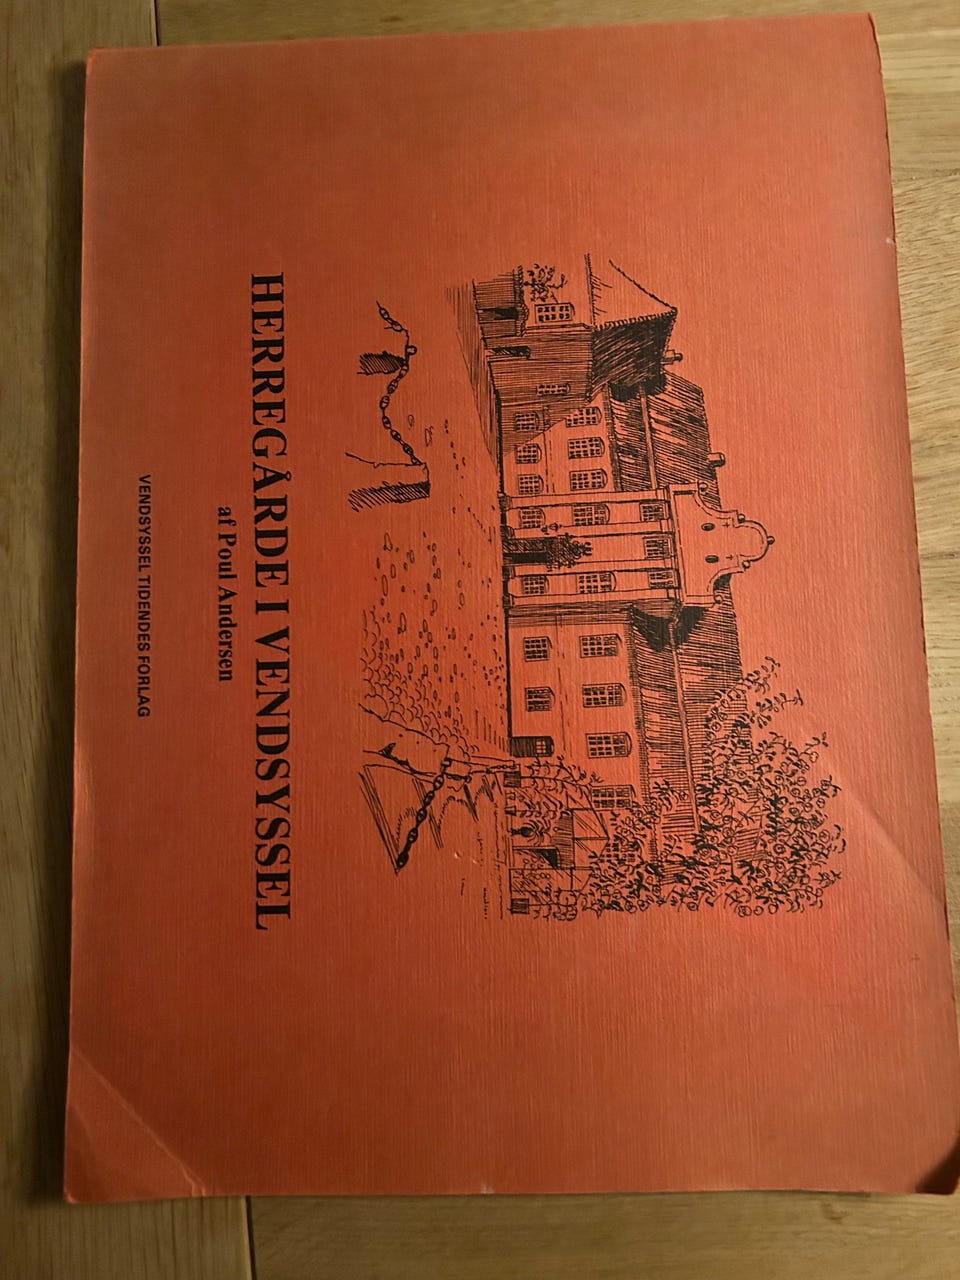 HERREGÅRDE I VENDSYSSEL
af Poul Andersen
VENDSYSSEL TIDENDES FORLAG